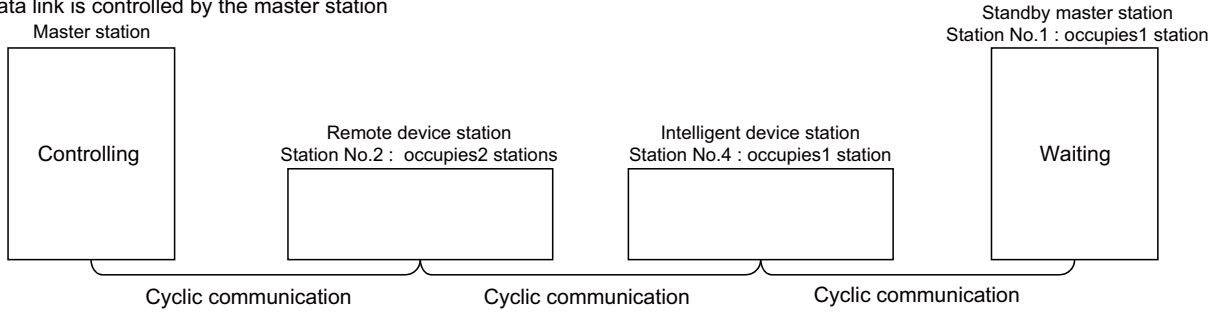 ata link is controlled by the master station
Master station
Standby master station
Station No.1 : occupies1 station
Controlling
Remote device station
Station No.2 : occupies2 stations
Intelligent device station
Station No.4 : occupies1 station
Waiting
Cyclic communication
Cyclic communication
Cyclic communication